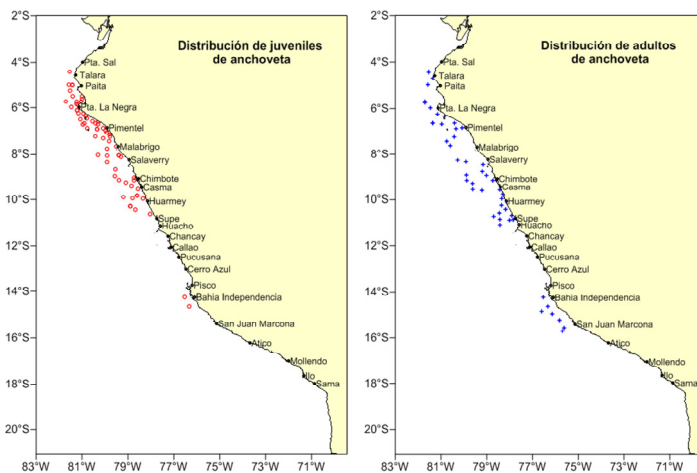 2°S
4°S
6°S
8°S
10°S
12°S
14°S
16°S
18°S
20°S
83°W
81°W
79°W
77°W
75°W
73°W
71°W
Distribución de juveniles
de anchoveta
Pta. Sal
Talara
Paita
Pta. La Negra
Pimentel
Malabrigo
Salaverry
Chimbote
Casma
Huarmey
Supe
Huacho
Chancay
Callao
Pucusana
Cerro Azul
Pisco
Bahia Independencia
San Juan Marcona
Atico
Mollendo
Ilo
Sama
2°S
4°S
6°S
8°S
10°S
12°S
14°S
16°S
18°S
20°S
83°W
81°W
79°W
77°W
75°W
73°W
71°W
Distribución de adultos
de anchoveta
Pta. Sal
Talara
Paita
Pta. La Negra
Pimentel
Malabrigo
Salaverry
Chimbote
Casma
Huarmey
Supe
Huacho
Chancay
Callao
Pucusana
Cerro Azul
Pisco
Bahia Independencia
San Juan Marcona
Atico
Mollendo
Ilo
Sama